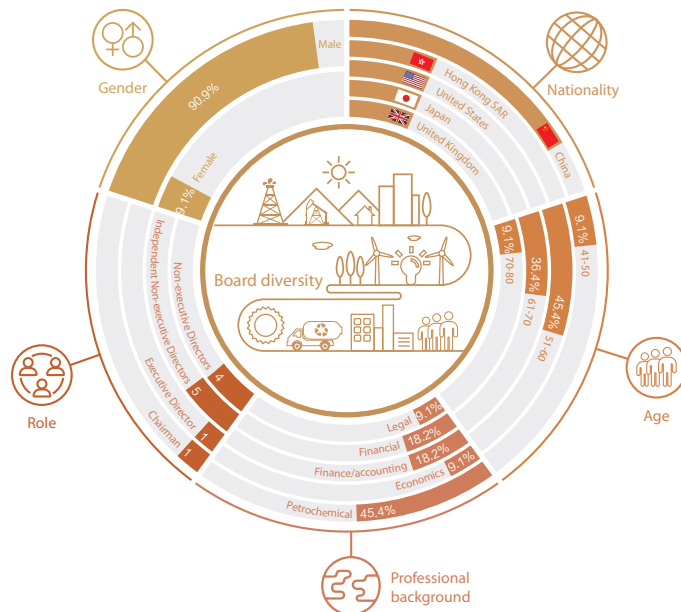 Gender
Male
90.9%
Female
9.1%
Nationality
Hong Kong SAR
United States
Japan
United Kingdom
China
Board diversity
9.1%
41-50
45.4%
51-60
36.4%
61-70
9.1%
70-80
Age
Role
Non-executive Directors
4
Independent Non-executive Directors
5
Executive Director
1
Chairman
1
Legal
9.1%
Financial
18.2%
Finance/accounting
18.2%
Economics
9.1%
Petrochemical
45.4%
Professional
background